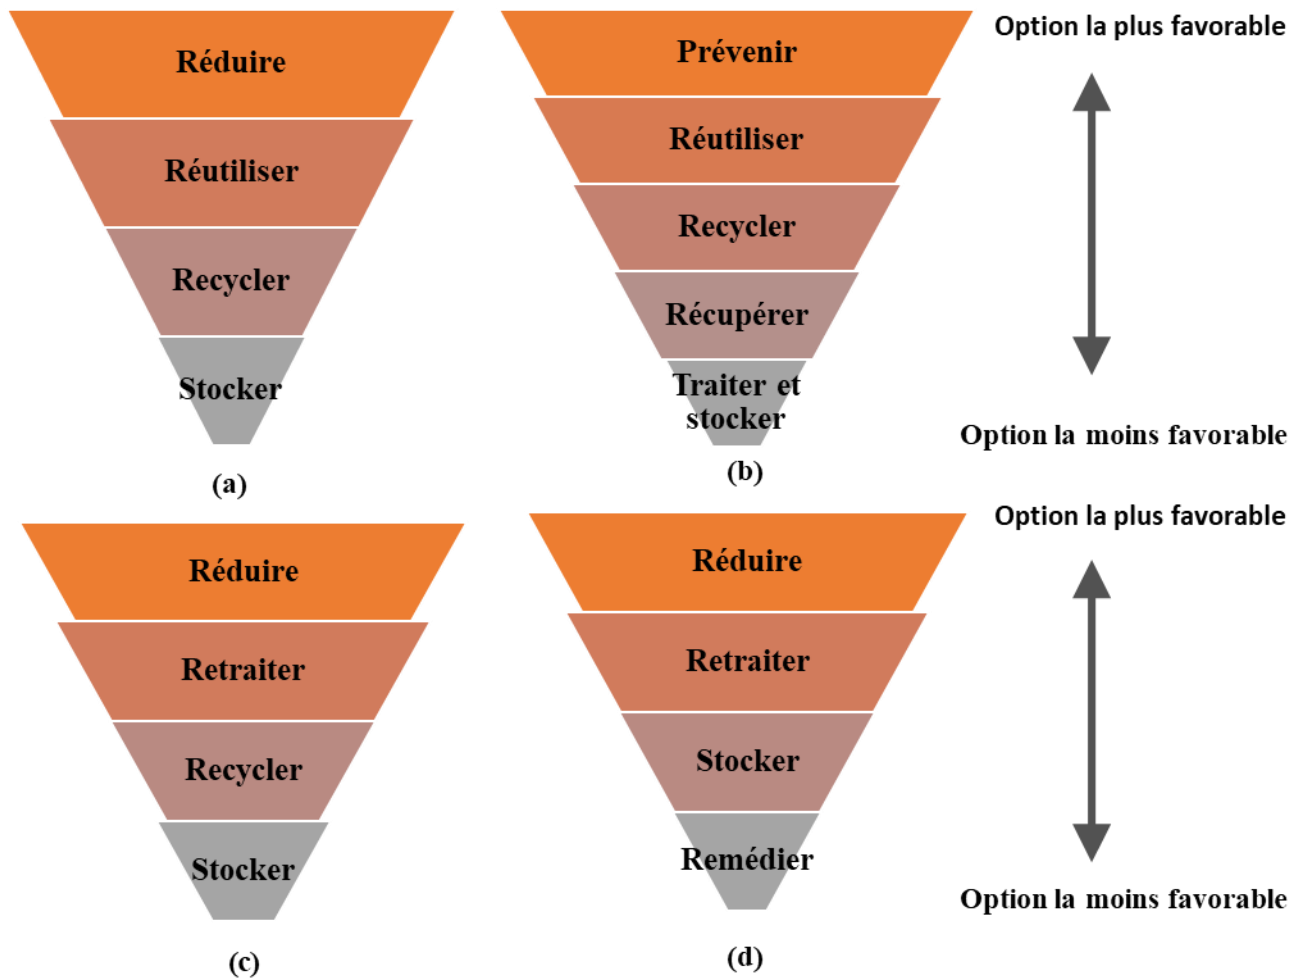 Réduire
Réutiliser
Recycler
Stocker
(a)
Prévenir
Réutiliser
Recycler
Récupérer
Traiter et
stocker
(b)
Option la plus favorable
Option la moins favorable
Réduire
Retraiter
Recycler
Stocker
(c)
Réduire
Retraiter
Stocker
Remédier
(d)
Option la plus favorable
Option la moins favorable